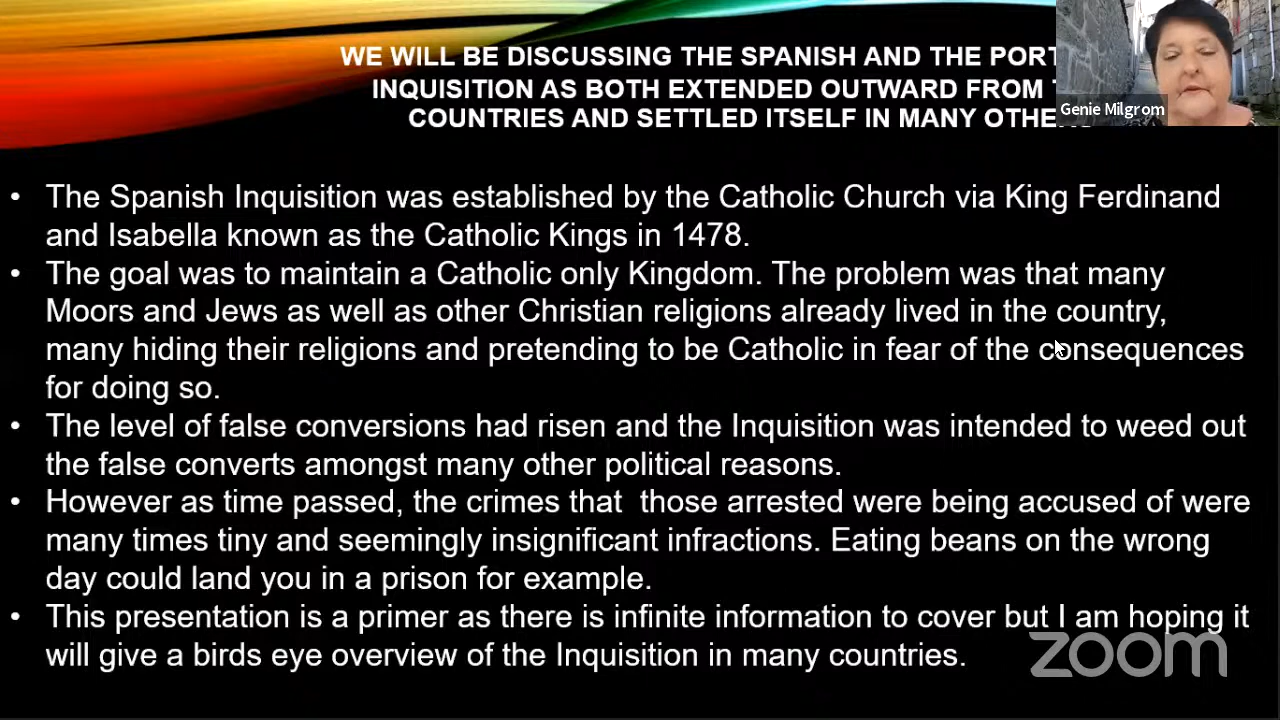 WE WILL BE DISCUSSING THE SPANISH AND THE PORT
INQUISITION AS BOTH EXTENDED OUTWARD FROM
COUNTRIES AND SETTLED ITSELF IN MANY OTHE
Genie Milgrom
• The Spanish Inquisition was established by the Catholic Church via King Ferdinand
and Isabella known as the Catholic Kings in 1478.
• The goal was to maintain a Catholic only Kingdom. The problem was that many
Moors and Jews as well as other Christian religions already lived in the country,
many hiding their religions and pretending to be Catholic in fear of the consequences
for doing so.
• The level of false conversions had risen and the Inquisition was intended to weed out
the false converts amongst many other political reasons.
• However as time passed, the crimes that  those arrested were being accused of were
many times tiny and seemingly insignificant infractions. Eating beans on the wrong
day could land you in a prison for example.
• This presentation is a primer as there is infinite information to cover but I am hoping it
will give a birds eye overview of the Inquisition in many countries.
zoom